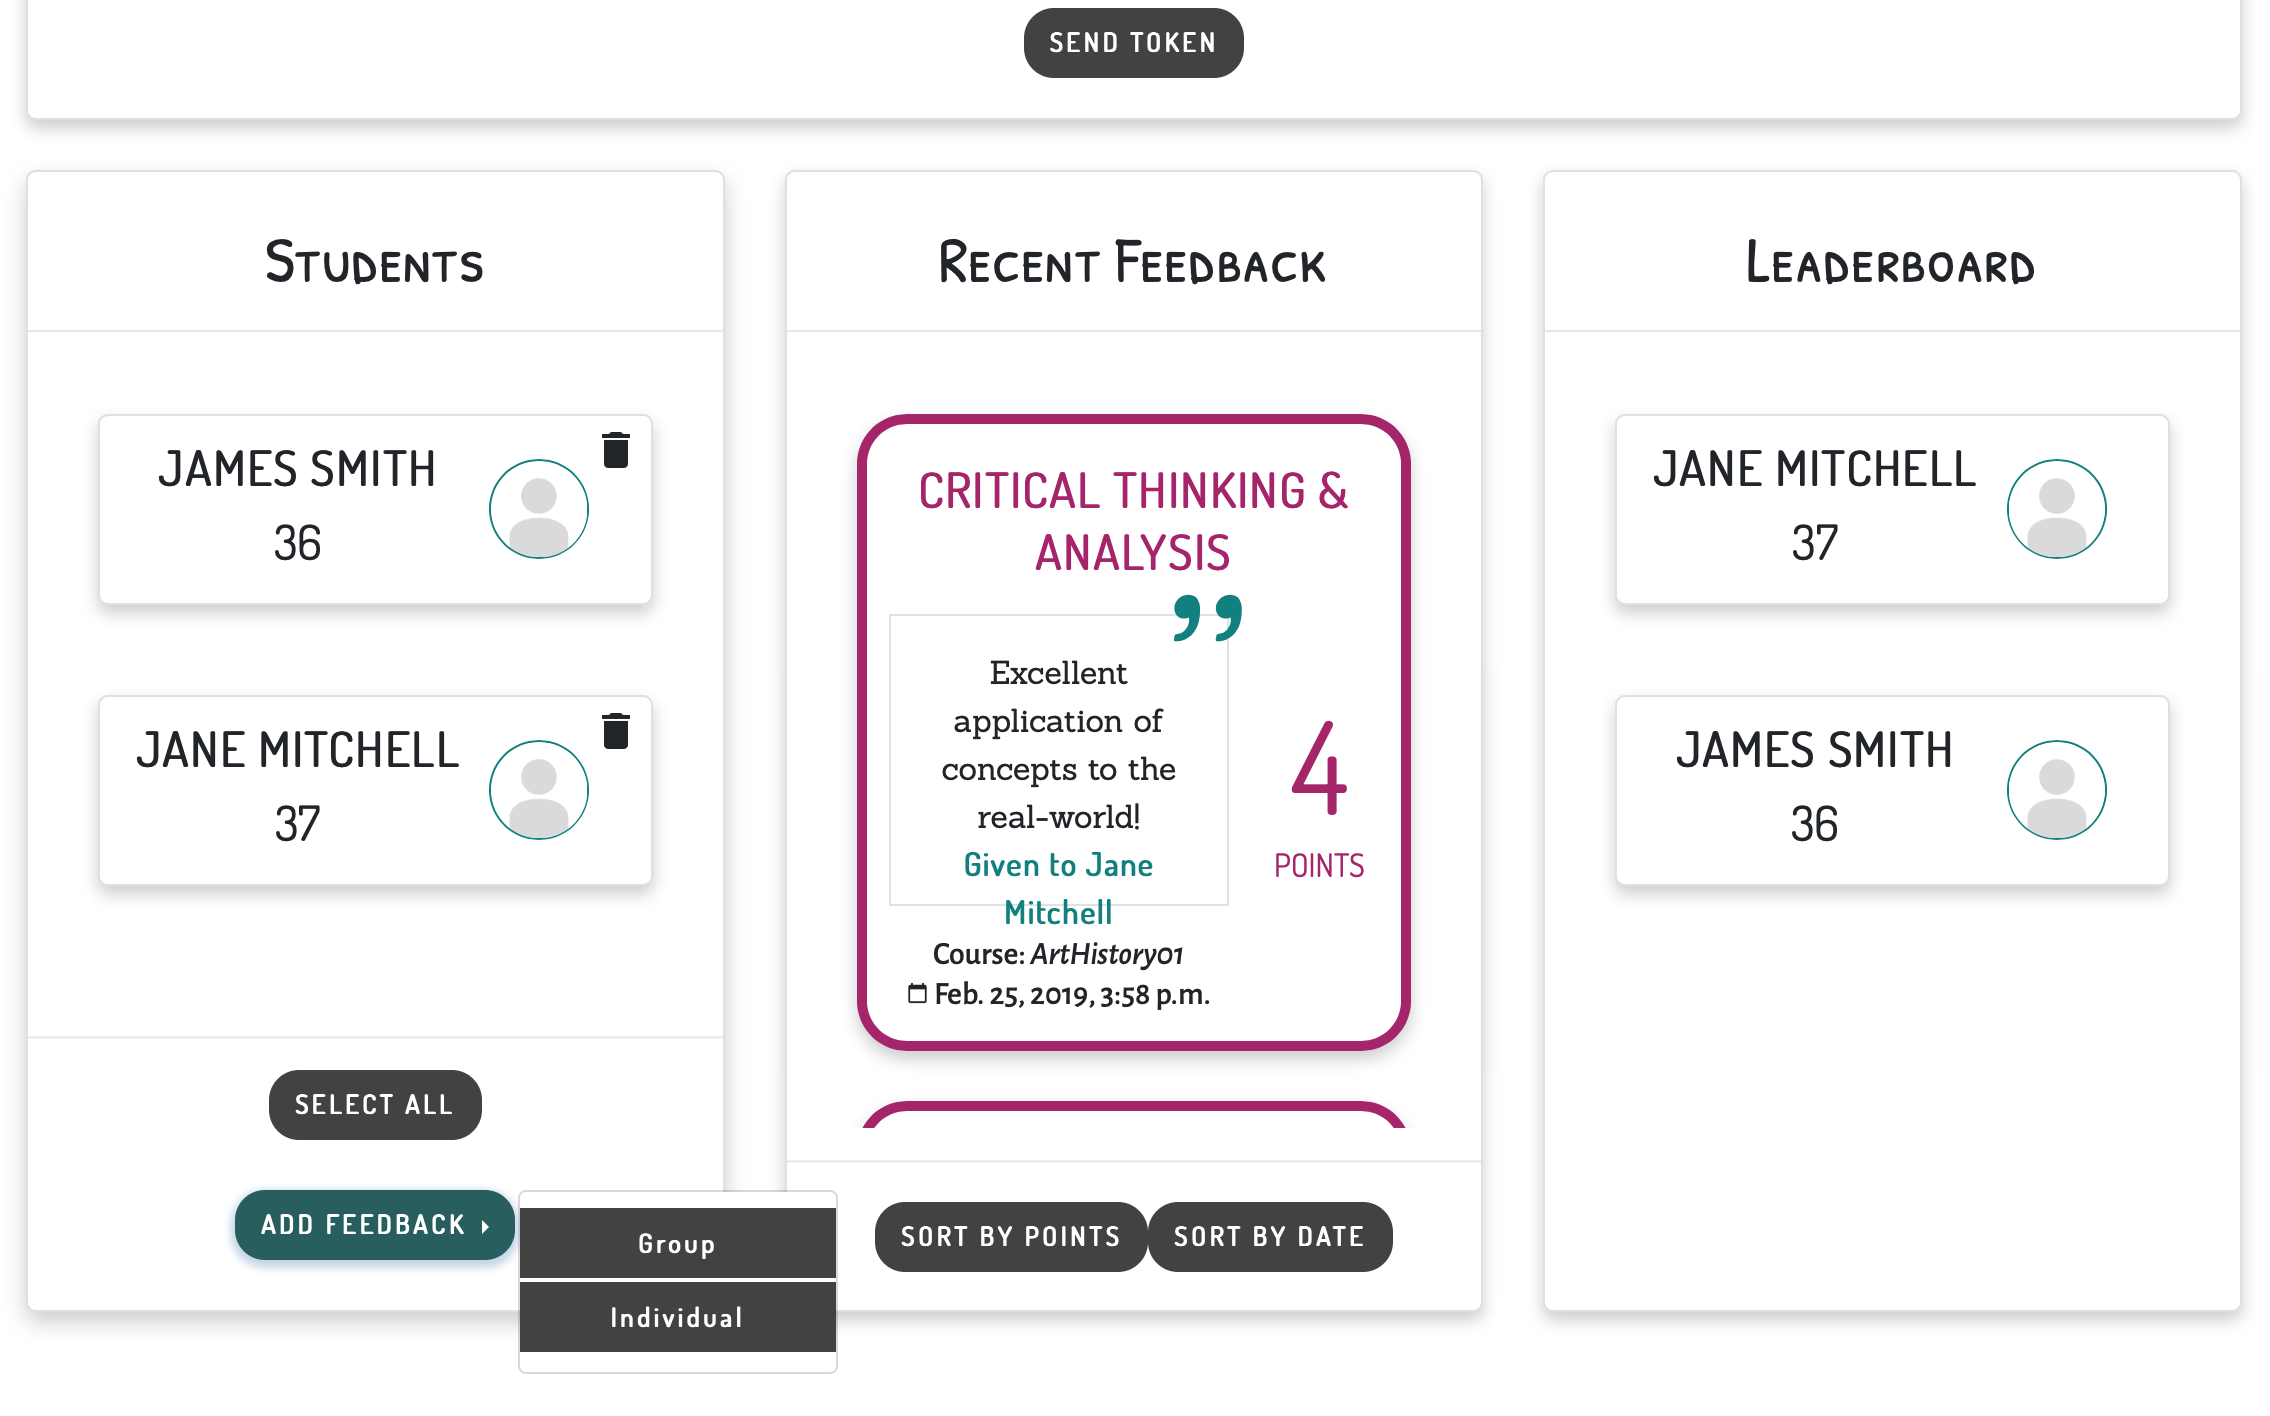 SEND TOKEN
Students
JAMES SMITH
36
JANE MITCHELL
37
SELECT ALL
ADD FEEDBACK
Group
Individual
Recent Feedback
CRITICAL THINKING &
ANALYSIS
”
Excellent
application of
concepts to the
real-world!
Given to Jane
Mitchell
Course: ArtHistory01
Feb. 25, 2019, 3:58 p.m.
4
POINTS
SORT BY POINTS
SORT BY DATE
Leaderboard
JANE MITCHELL
37
JAMES SMITH
36